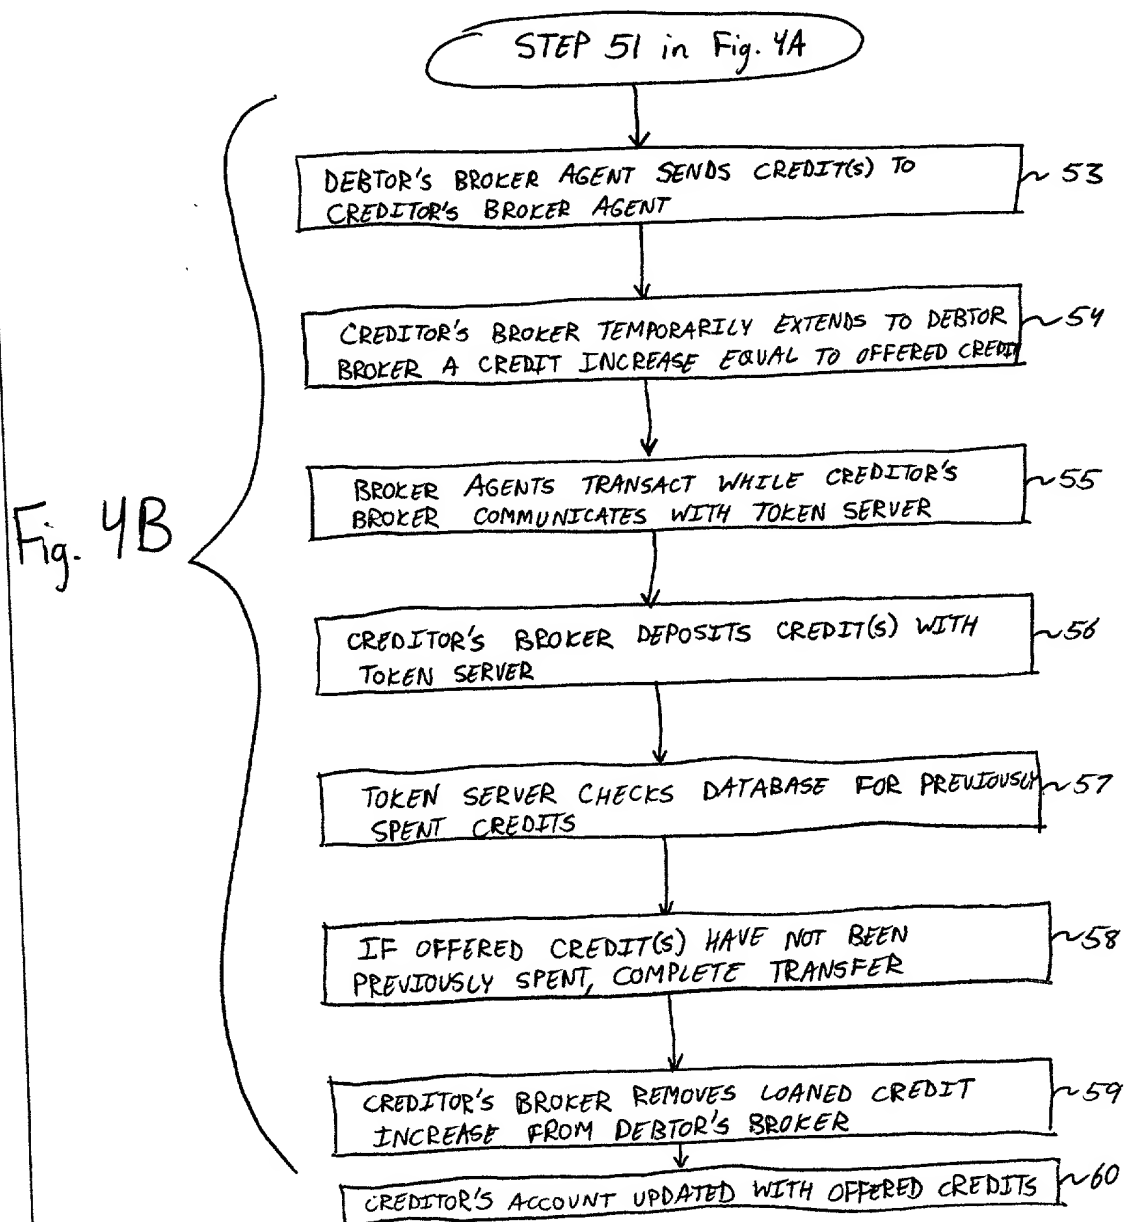 STEP 51 in Fig. 4A
DEBTOR'S BROKER AGENT SENDS CREDIT(S) TO
CREDITOR'S BROKER AGENT
53
CREDITOR'S BROKER TEMPORARILY EXTENDS TO DEBTOR
BROKER A CREDIT INCREASE EQUAL TO OFFERED CREDIT
54
BROKER AGENTS TRANSACT WHILE CREDITOR'S
BROKER COMMUNICATES WITH TOKEN SERVER
55
Fig. 4B
CREDITOR'S BROKER DEPOSITS CREDIT(S) WITH
TOKEN SERVER
56
TOKEN SERVER CHECKS DATABASE FOR PREVIOUSLY
SPENT CREDITS
57
IF OFFERED CREDIT(S) HAVE NOT BEEN
PREVIOUSLY SPENT, COMPLETE TRANSFER
58
CREDITOR'S BROKER REMOVES LOANED CREDIT
INCREASE FROM DEBTOR'S BROKER
59
CREDITOR'S ACCOUNT UPDATED WITH OFFERED CREDITS
60